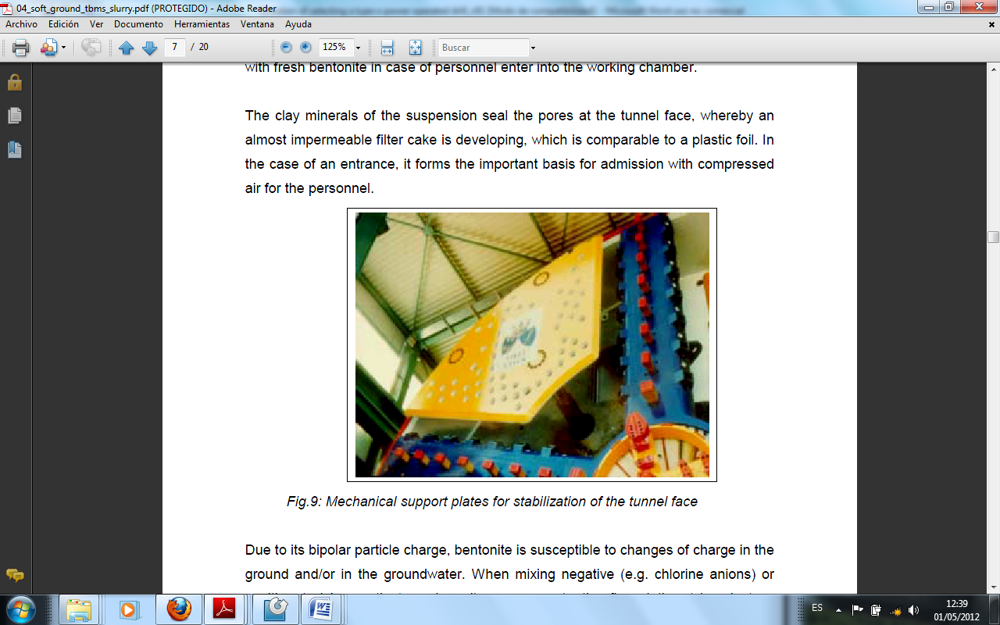 04_soft_ground_tbms_slurry.pdf (PROTEGIDO) - Adobe Reader
Archivo Edición Ver Documento Herramientas Ventana Ayuda
7 / 20 125% Buscar
with fresh bentonite in case of personnel enter into the working chamber.
The clay minerals of the suspension seal the pores at the tunnel face, whereby an
almost impermeable filter cake is developing, which is comparable to a plastic foil. In
the case of an entrance, it forms the important basis for admission with compressed
air for the personnel.
Fig.9: Mechanical support plates for stabilization of the tunnel face
Due to its bipolar particle charge, bentonite is susceptible to changes of charge in the
ground and/or in the groundwater. When mixing negative (e.g. chlorine anions) or
ES 12:39
01/05/2012